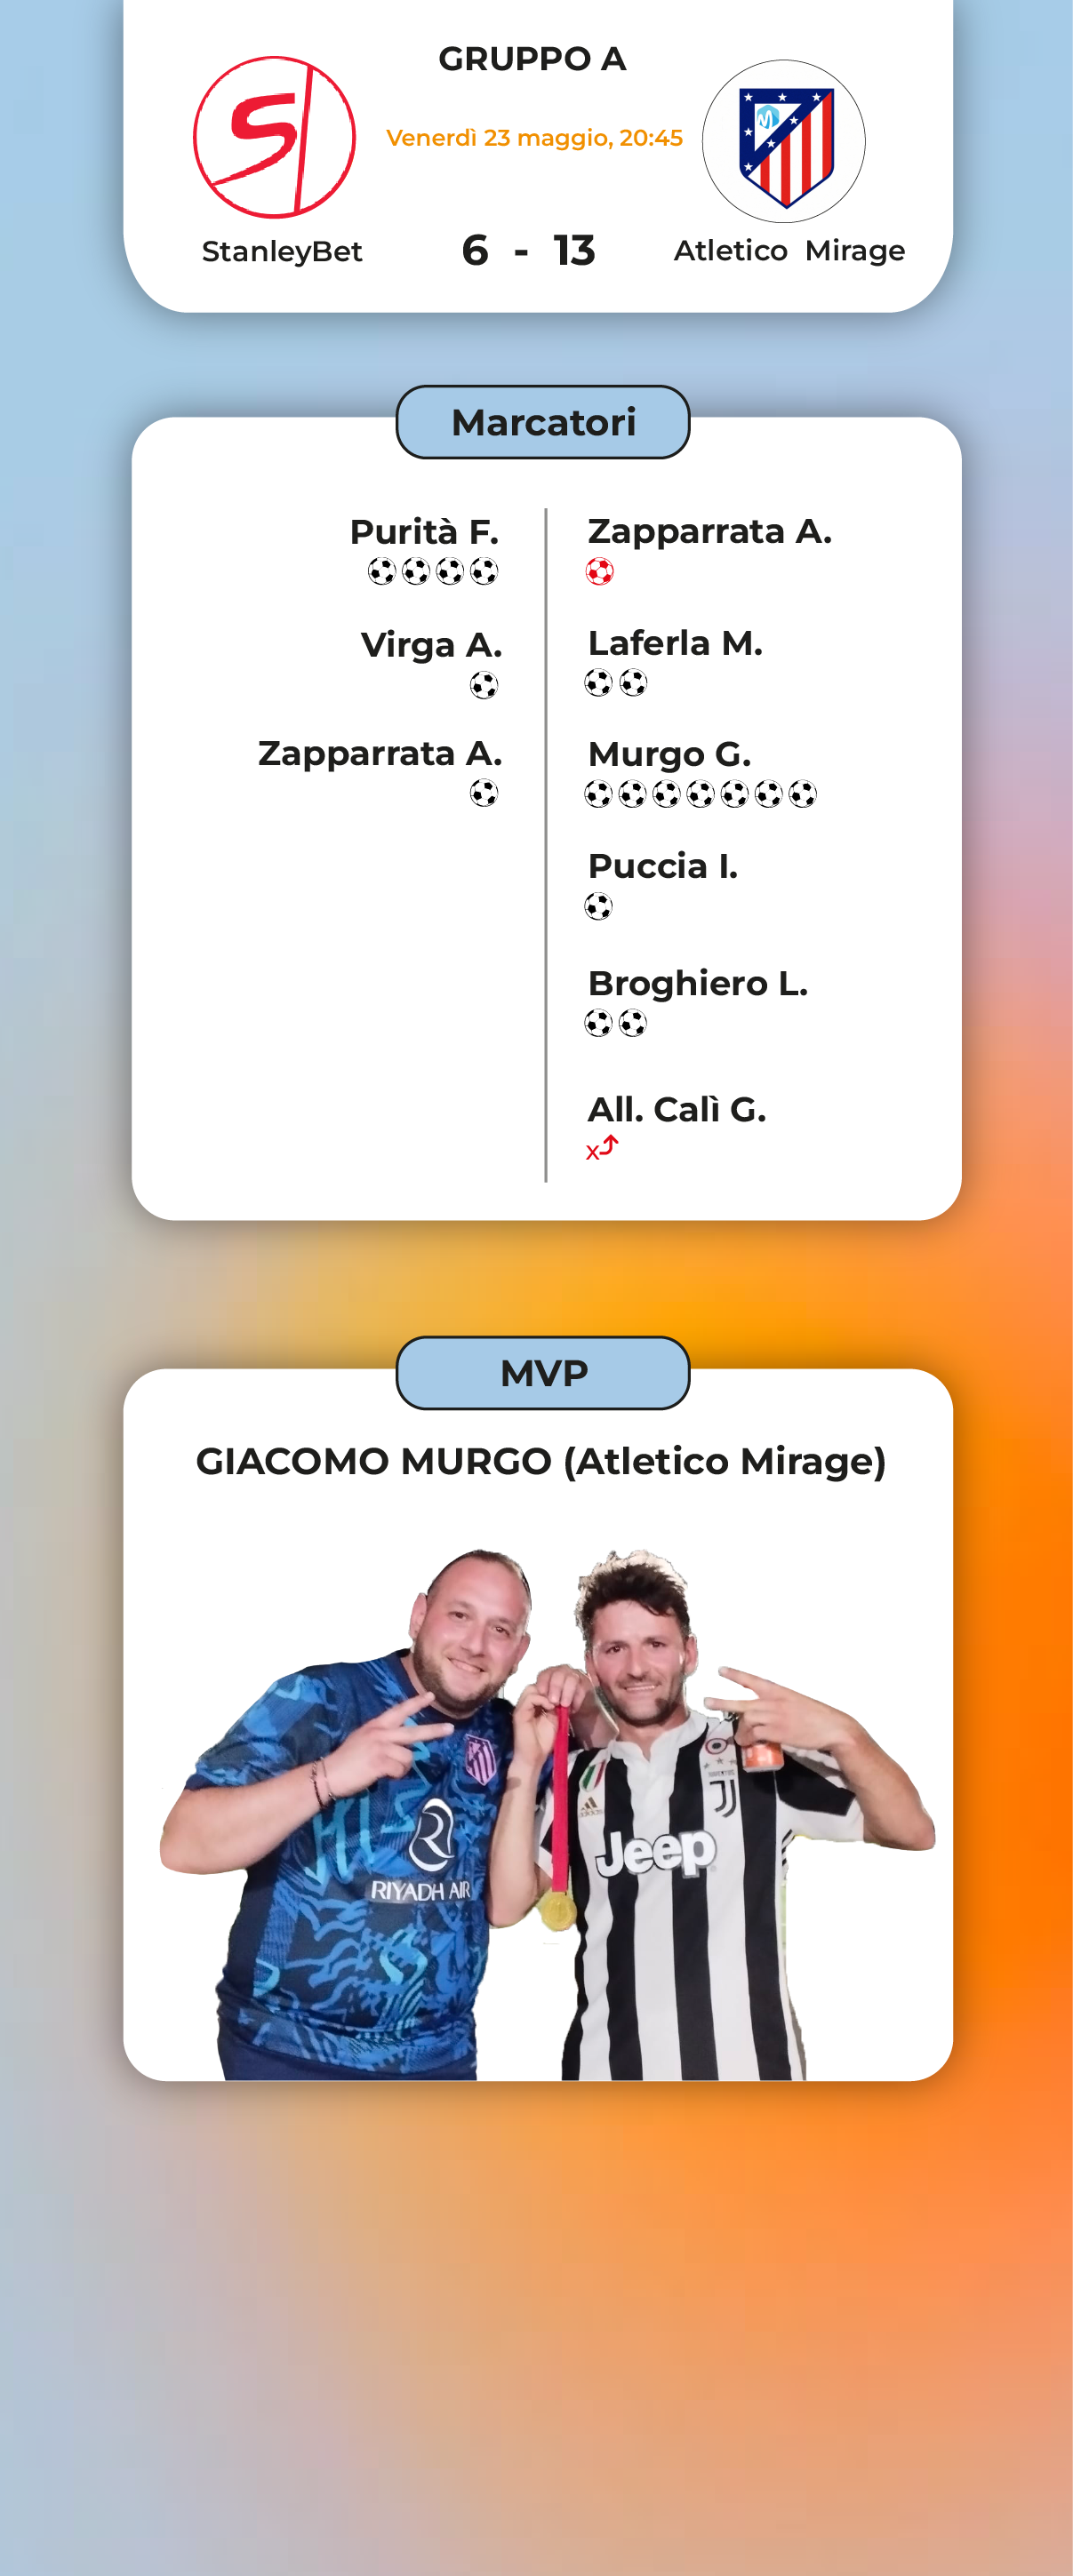 GRUPPO A
Venerdì 23 maggio, 20:45
StanleyBet
6 - 13
Atletico Mirage
Marcatori
Purità F.
Virga A.
Zapparrata A.
Zapparrata A.
Laferla M.
Murgo G.
Puccia I.
Broghiero L.
All. Calì G.
x
MVP
GIACOMO MURGO (Atletico Mirage)
RIYADH AIR
Jeep